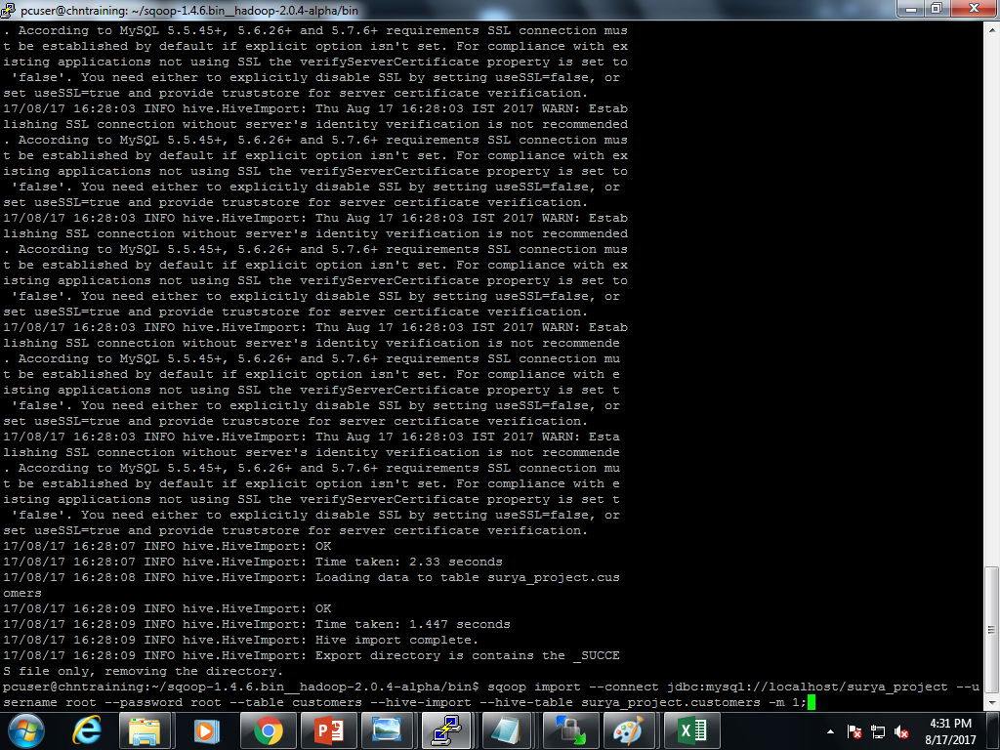 pcuser@chntraining: ~/sqoop-1.4.6.bin__hadoop-2.0.4-alpha/bin
. According to MySQL 5.5.45+, 5.6.26+ and 5.7.6+ requirements SSL connection mus
t be established by default if explicit option isn't set. For compliance with ex
isting applications not using SSL the verifyServerCertificate property is set to
 'false'. You need either to explicitly disable SSL by setting useSSL=false, or
set useSSL=true and provide truststore for server certificate verification.
17/08/17 16:28:03 INFO hive.HiveImport: Thu Aug 17 16:28:03 IST 2017 WARN: Estab
lishing SSL connection without server's identity verification is not recommended
. According to MySQL 5.5.45+, 5.6.26+ and 5.7.6+ requirements SSL connection mus
t be established by default if explicit option isn't set. For compliance with ex
isting applications not using SSL the verifyServerCertificate property is set to
 'false'. You need either to explicitly disable SSL by setting useSSL=false, or
set useSSL=true and provide truststore for server certificate verification.
17/08/17 16:28:03 INFO hive.HiveImport: Thu Aug 17 16:28:03 IST 2017 WARN: Estab
lishing SSL connection without server's identity verification is not recommended
. According to MySQL 5.5.45+, 5.6.26+ and 5.7.6+ requirements SSL connection mus
t be established by default if explicit option isn't set. For compliance with ex
isting applications not using SSL the verifyServerCertificate property is set to
 'false'. You need either to explicitly disable SSL by setting useSSL=false, or
set useSSL=true and provide truststore for server certificate verification.
17/08/17 16:28:03 INFO hive.HiveImport: Thu Aug 17 16:28:03 IST 2017 WARN: Estab
lishing SSL connection without server's identity verification is not recommende
. According to MySQL 5.5.45+, 5.6.26+ and 5.7.6+ requirements SSL connection mu
t be established by default if explicit option isn't set. For compliance with e
isting applications not using SSL the verifyServerCertificate property is set t
 'false'. You need either to explicitly disable SSL by setting useSSL=false, or
set useSSL=true and provide truststore for server certificate verification.
17/08/17 16:28:03 INFO hive.HiveImport: Thu Aug 17 16:28:03 IST 2017 WARN: Esta
lishing SSL connection without server's identity verification is not recommende
. According to MySQL 5.5.45+, 5.6.26+ and 5.7.6+ requirements SSL connection mu
t be established by default if explicit option isn't set. For compliance with e
isting applications not using SSL the verifyServerCertificate property is set t
 'false'. You need either to explicitly disable SSL by setting useSSL=false, or
set useSSL=true and provide truststore for server certificate verification.
17/08/17 16:28:07 INFO hive.HiveImport: OK
17/08/17 16:28:07 INFO hive.HiveImport: Time taken: 2.33 seconds
17/08/17 16:28:08 INFO hive.HiveImport: Loading data to table surya_project.cus
omers
17/08/17 16:28:09 INFO hive.HiveImport: OK
17/08/17 16:28:09 INFO hive.HiveImport: Time taken: 1.447 seconds
17/08/17 16:28:09 INFO hive.HiveImport: Hive import complete.
17/08/17 16:28:09 INFO hive.HiveImport: Export directory is contains the _SUCCE
S file only, removing the directory.
pcuser@chntraining:~/sqoop-1.4.6.bin__hadoop-2.0.4-alpha/bin$ sqoop import --connect jdbc:mysql://localhost/surya_project --u
sername root --password root --table customers --hive-import --hive-table surya_project.customers -m 1;
4:31 PM
8/17/2017